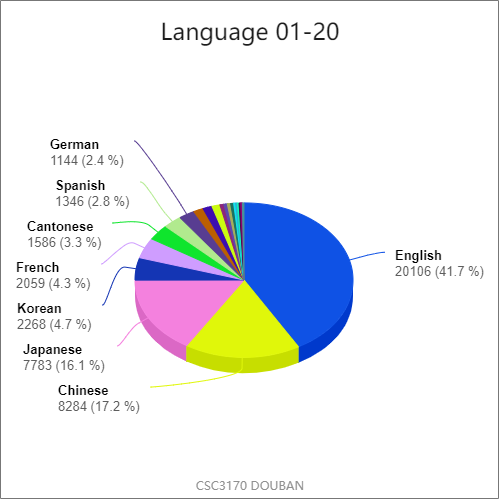 Language 01-20
German
1144 (2.4 %)
Spanish
1346 (2.8 %)
Cantonese
1586 (3.3 %)
French
2059 (4.3 %)
Korean
2268 (4.7 %)
Japanese
7783 (16.1 %)
Chinese
8284 (17.2 %)
English
20106 (41.7 %)
CSC3170 DOUBAN